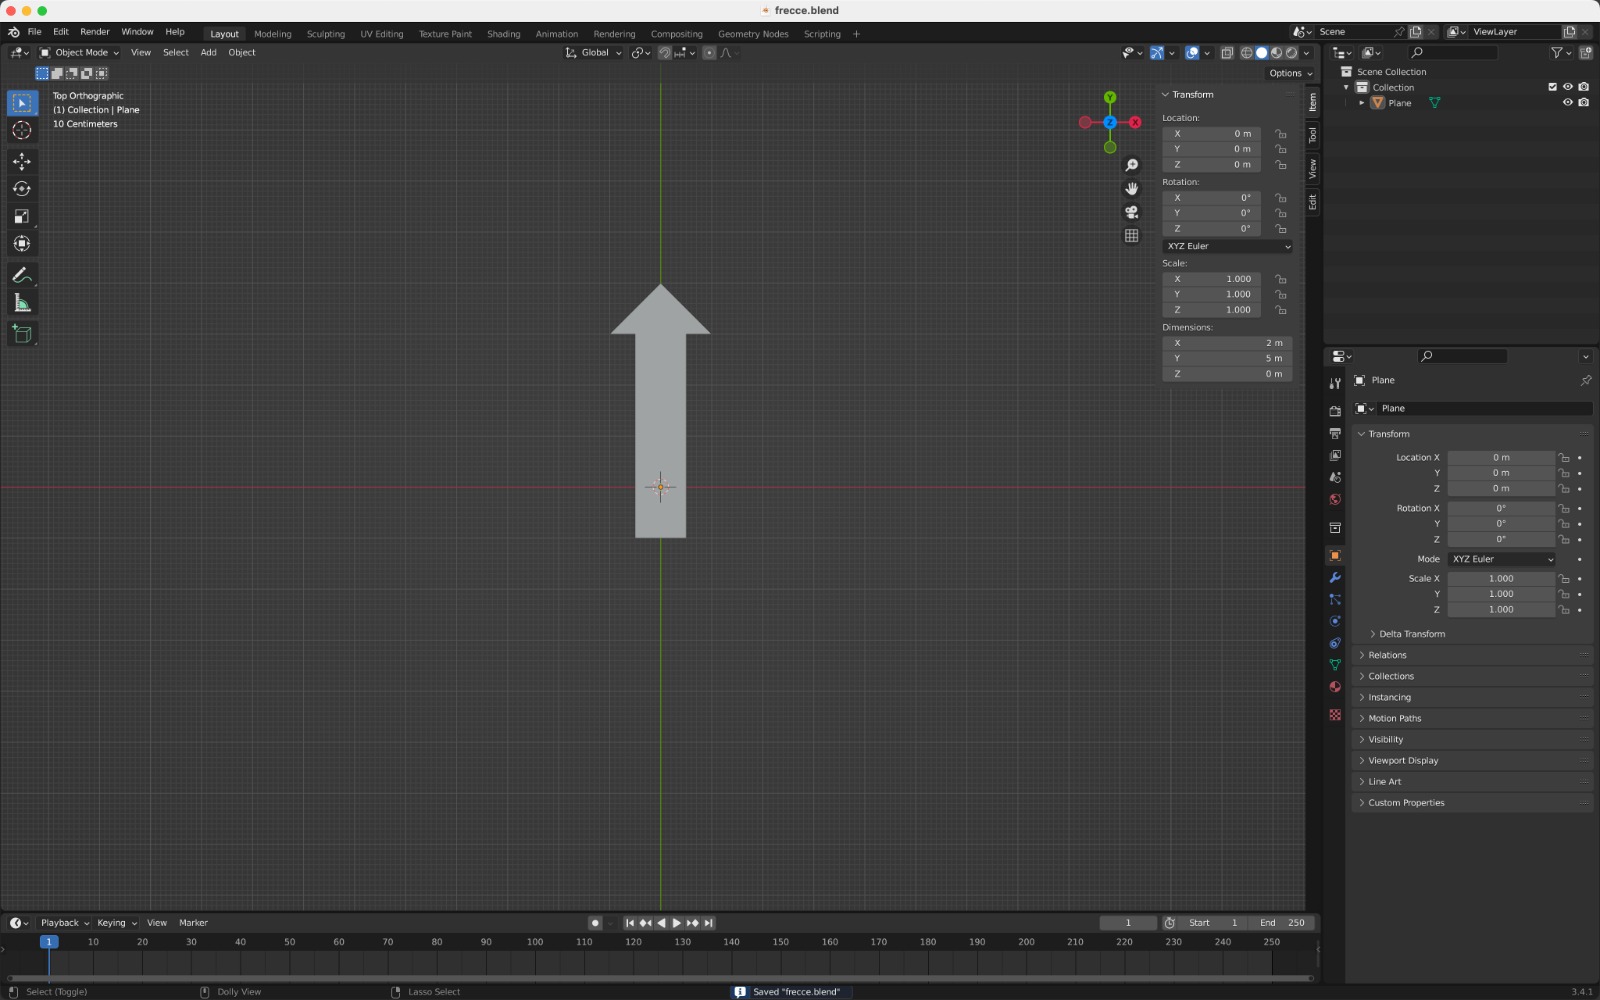 frecce.blend
File Edit Render Window Help Layout Modeling Sculpting UV Editing Texture Paint Shading Animation Rendering Compositing Geometry Nodes Scripting + Scene ViewLayer
Object Mode View Select Add Object Global
Options
Top Orthographic
(1) Collection | Plane
10 Centimeters
Y
Z
X
Transform
Location:
X 0 m
Y 0 m
Z 0 m
Rotation:
X 0°
Y 0°
Z 0°
XYZ Euler
Scale:
X 1.000
Y 1.000
Z 1.000
Dimensions:
X 2 m
Y 5 m
Z 0 m
Item
Tool
View
Edit
Scene Collection
Collection
Plane
Plane
Plane
Transform
Location X 0 m
Y 0 m
Z 0 m
Rotation X 0°
Y 0°
Z 0°
Mode XYZ Euler
Scale X 1.000
Y 1.000
Z 1.000
Delta Transform
Relations
Collections
Instancing
Motion Paths
Visibility
Viewport Display
Line Art
Custom Properties
Playback Keying View Marker 1 Start 1 End 250
1 10 20 30 40 50 60 70 80 90 100 110 120 130 140 150 160 170 180 190 200 210 220 230 240 250
Select (Toggle) Dolly View Lasso Select Saved "frecce.blend" 3.4.1